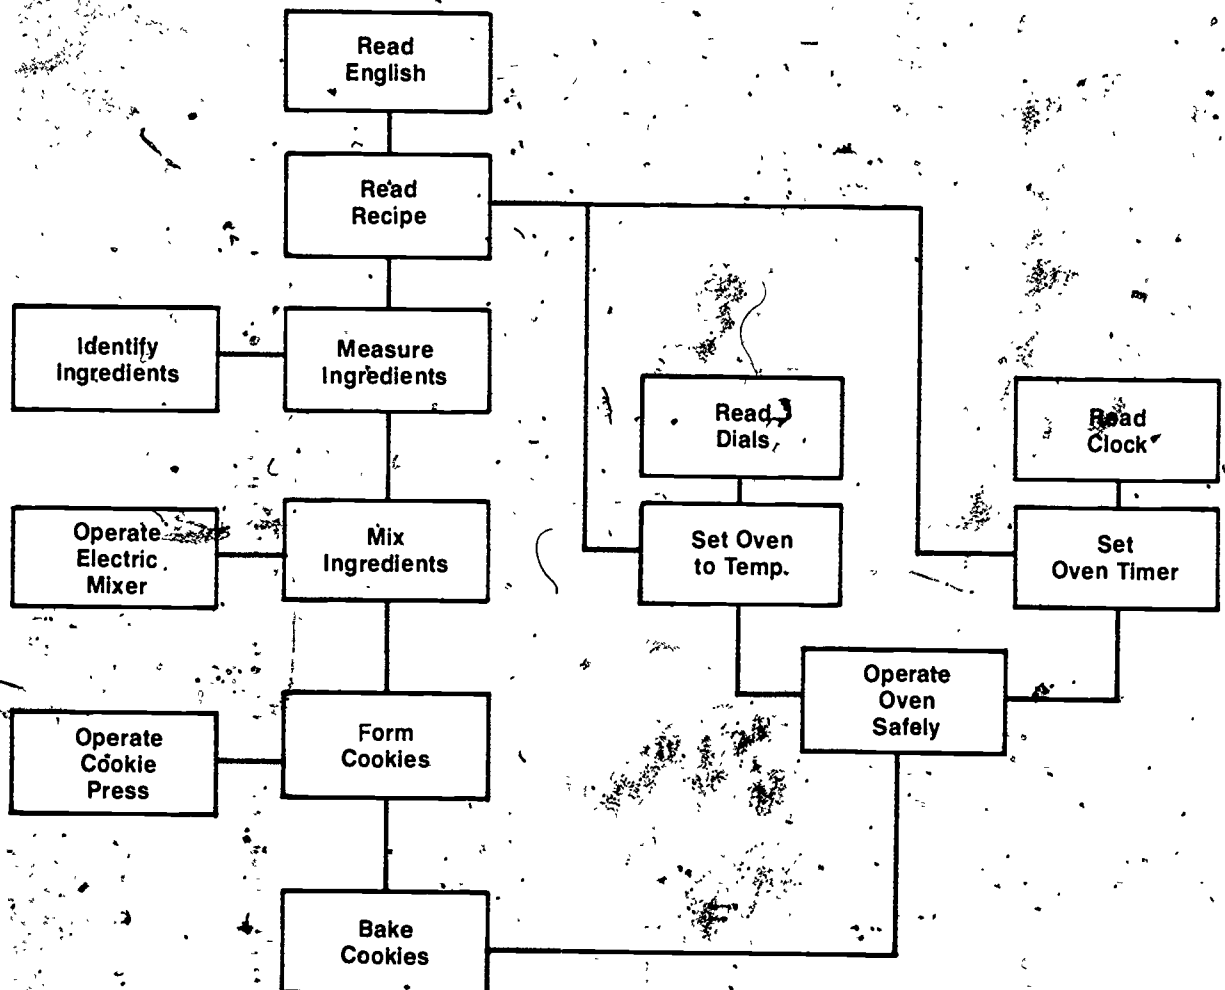 Read
English
Read
Recipe
Identify
Ingredients
Measure
Ingredients
Read
Dials
Read
Clock
Operate
Electric
Mixer
Mix
Ingredients
Set Oven
to Temp.
Set
Oven Timer
Operate
Oven
Safely
Operate
Cookie
Press
Form
Cookies
Bake
Cookies